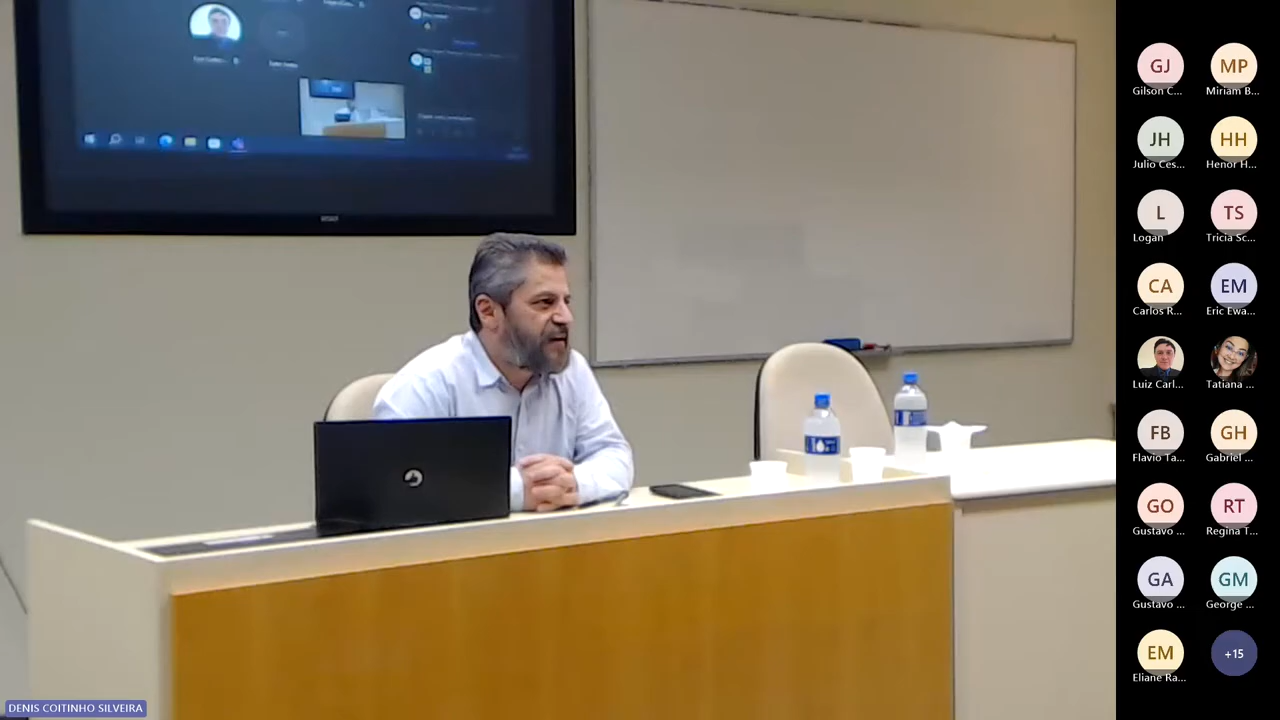 GJ
MP
Gilson C...
Miriam B...
JH
HH
Julio Ces...
Henor H...
L
TS
Logan
Tricia Sc...
CA
EM
Carlos R...
Eric Ewa...
Luiz Carl...
Tatiana ...
FB
GH
Flavio Ta...
Gabriel ...
GO
RT
Gustavo ...
Regina T...
GA
GM
Gustavo ...
George ...
EM
+15
Eliane Ra...
DENIS COITINHO SILVEIRA